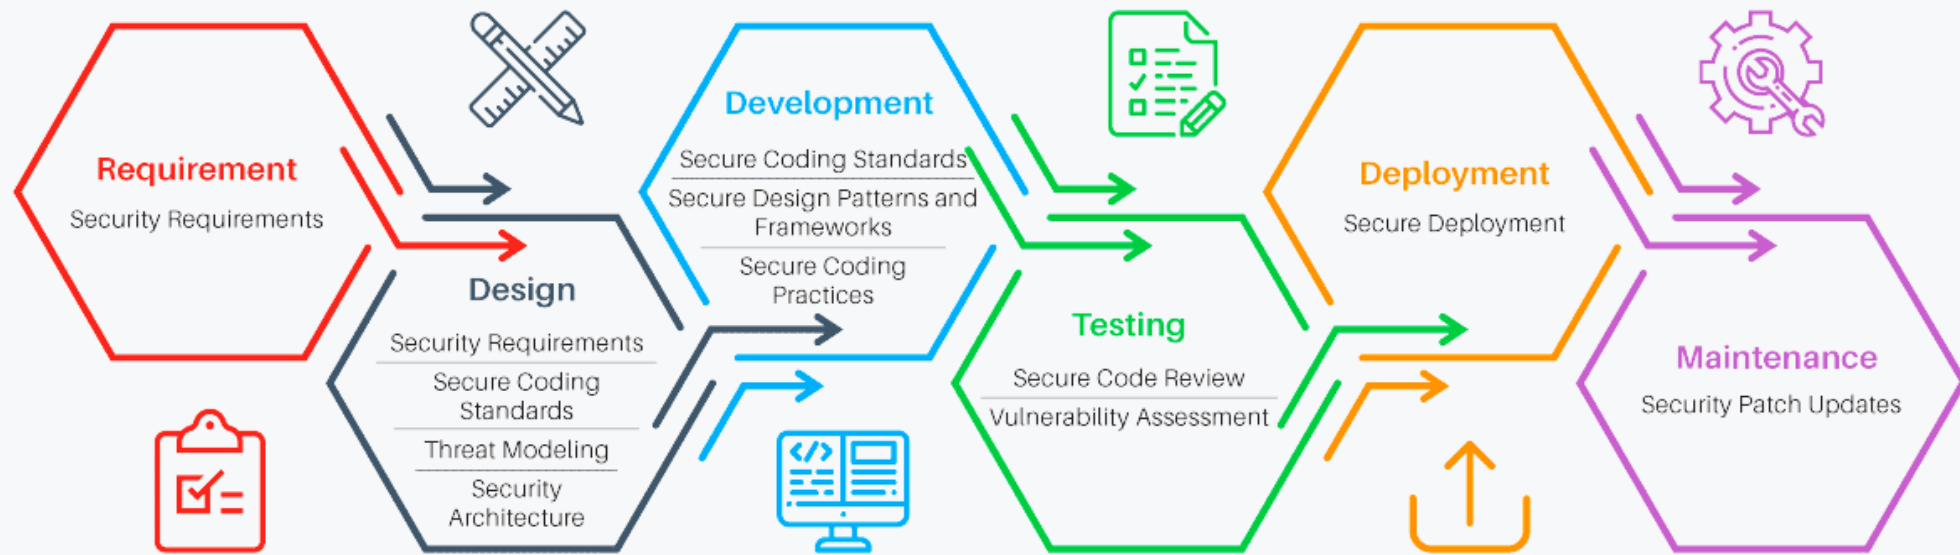 Requirement
Security Requirements
Design
Security Requirements
Secure Coding
Standards
Threat Modeling
Security
Architecture
Development
Secure Coding Standards
Secure Design Patterns and
Frameworks
Secure Coding
Practices
Testing
Secure Code Review
Vulnerability Assessment
Deployment
Secure Deployment
Maintenance
Security Patch Updates